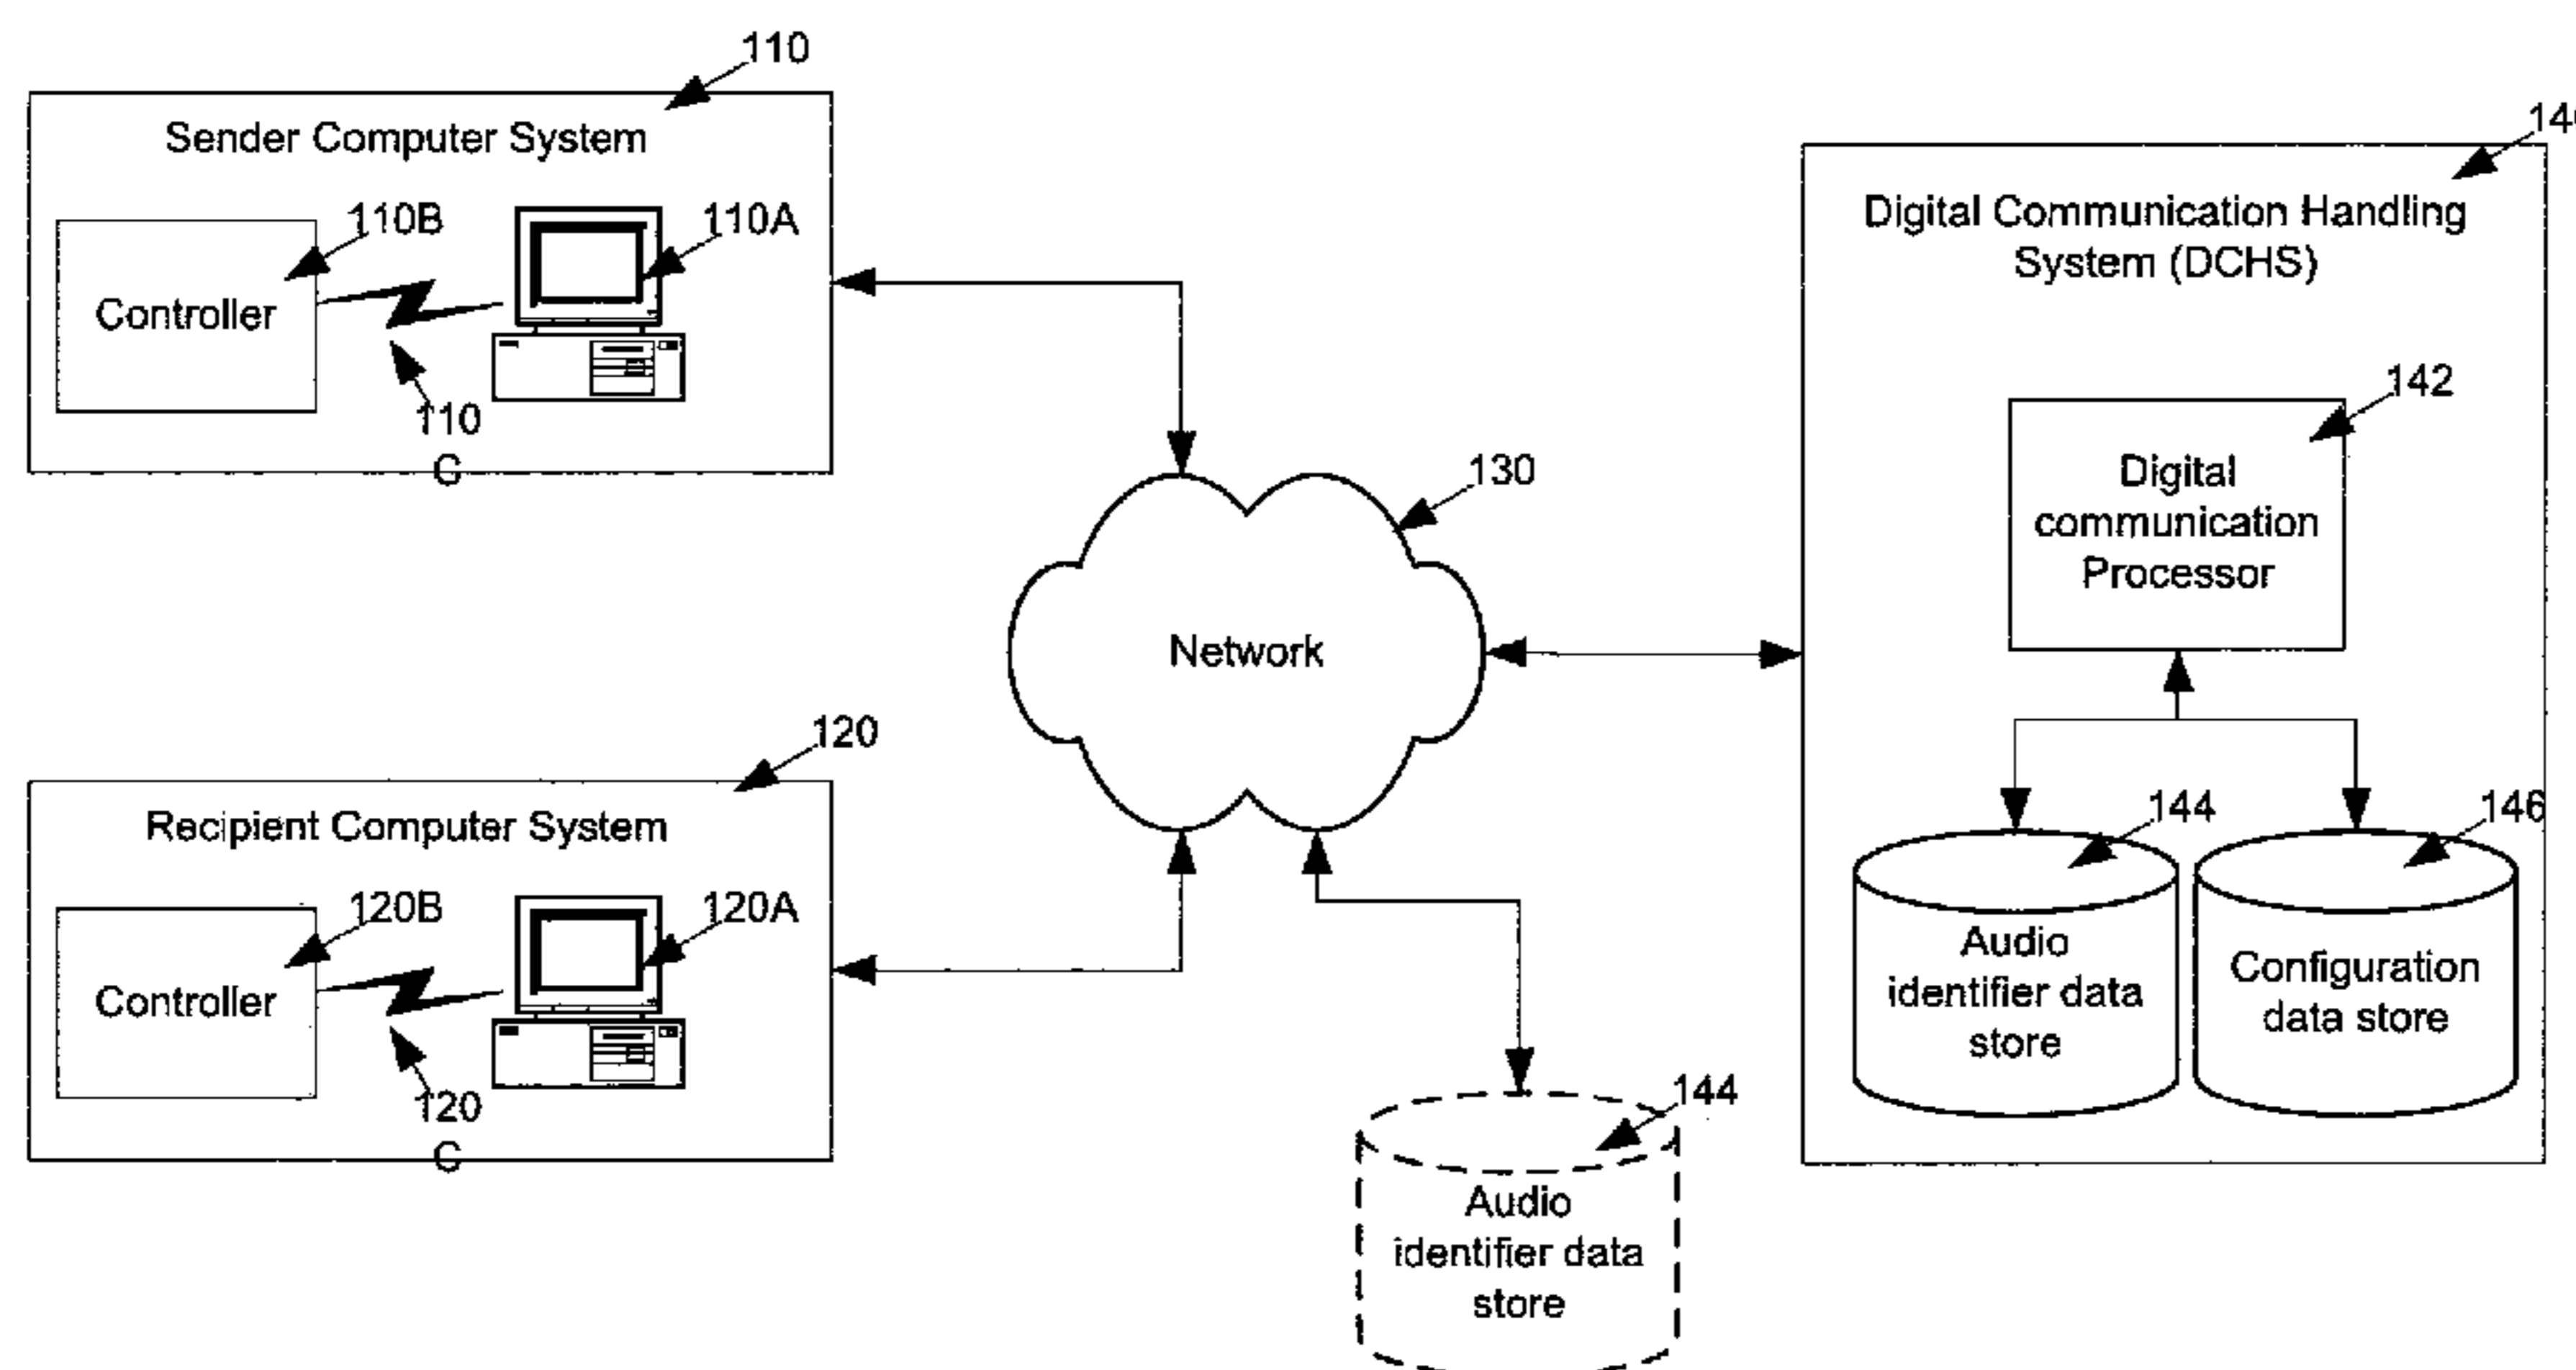 110
Sender Computer System
110B
110A
Controller
110
C
130
Network
120
Recipient Computer System
120B
120A
Controller
120
C
144
Audio
identifier data
store
Digital Communication Handling
System (DCHS)
142
Digital
communication
Processor
144
146
Audio
identifier data
store
Configuration
data store